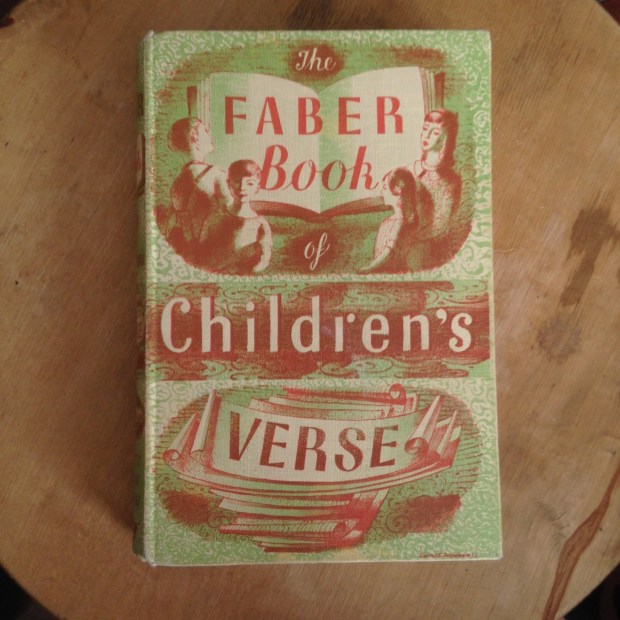 The
FABER
Book
of
Children's
VERSE